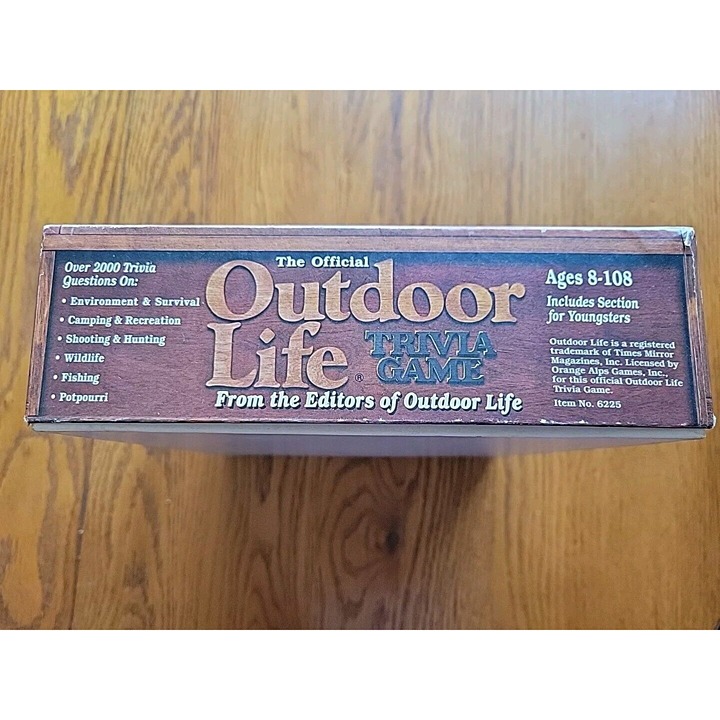 Over 2000 Trivia
Questions On:
• Environment & Survival
• Camping & Recreation
• Shooting & Hunting
• Wildlife
• Fishing
• Potpourri
The Official
Outdoor
Life®
TRIVIA
GAME
From the Editors of Outdoor Life
Ages 8-108
Includes Section
for Youngsters
Outdoor Life is a registered
trademark of Times Mirror
Magazines, Inc. Licensed by
Orange Alps Games, Inc.,
for this official Outdoor Life
Trivia Game.
Item No. 6225